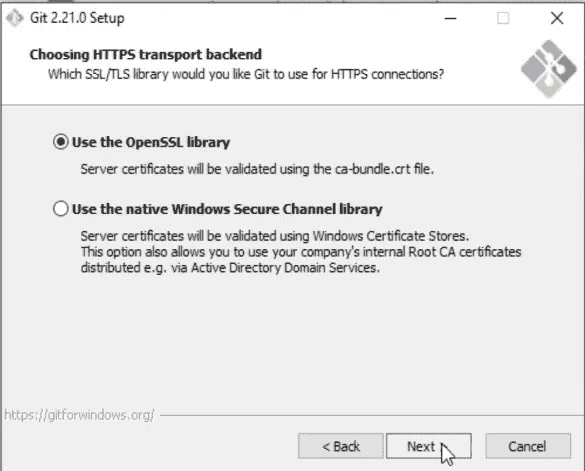 Git 2.21.0 Setup
Choosing HTTPS transport backend
Which SSL/TLS library would you like Git to use for HTTPS connections?
Use the OpenSSL library
Server certificates will be validated using the ca-bundle.crt file.
Use the native Windows Secure Channel library
Server certificates will be validated using Windows Certificate Stores.
This option also allows you to use your company's internal Root CA certificates
distributed e.g. via Active Directory Domain Services.
https://gitforwindows.org/
< Back Next Cancel